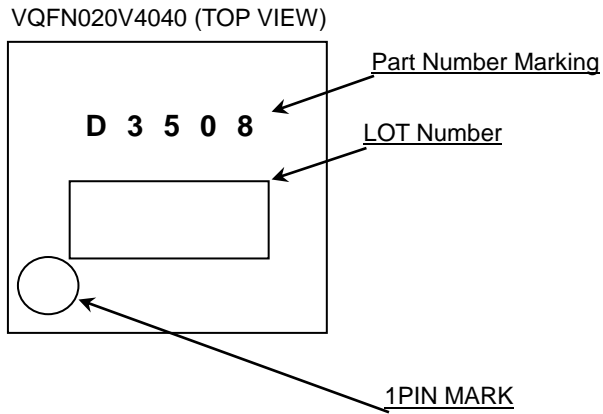 VQFN020V4040 (TOP VIEW)
Part Number Marking
D 3 5 0 8
LOT Number
1PIN MARK